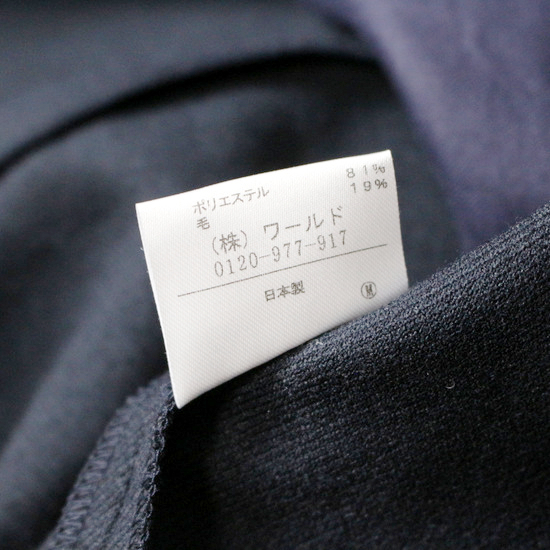 ポリエステル 81%
毛 19%
(株) ワールド
0120-977-917
日本製 Ⓜ